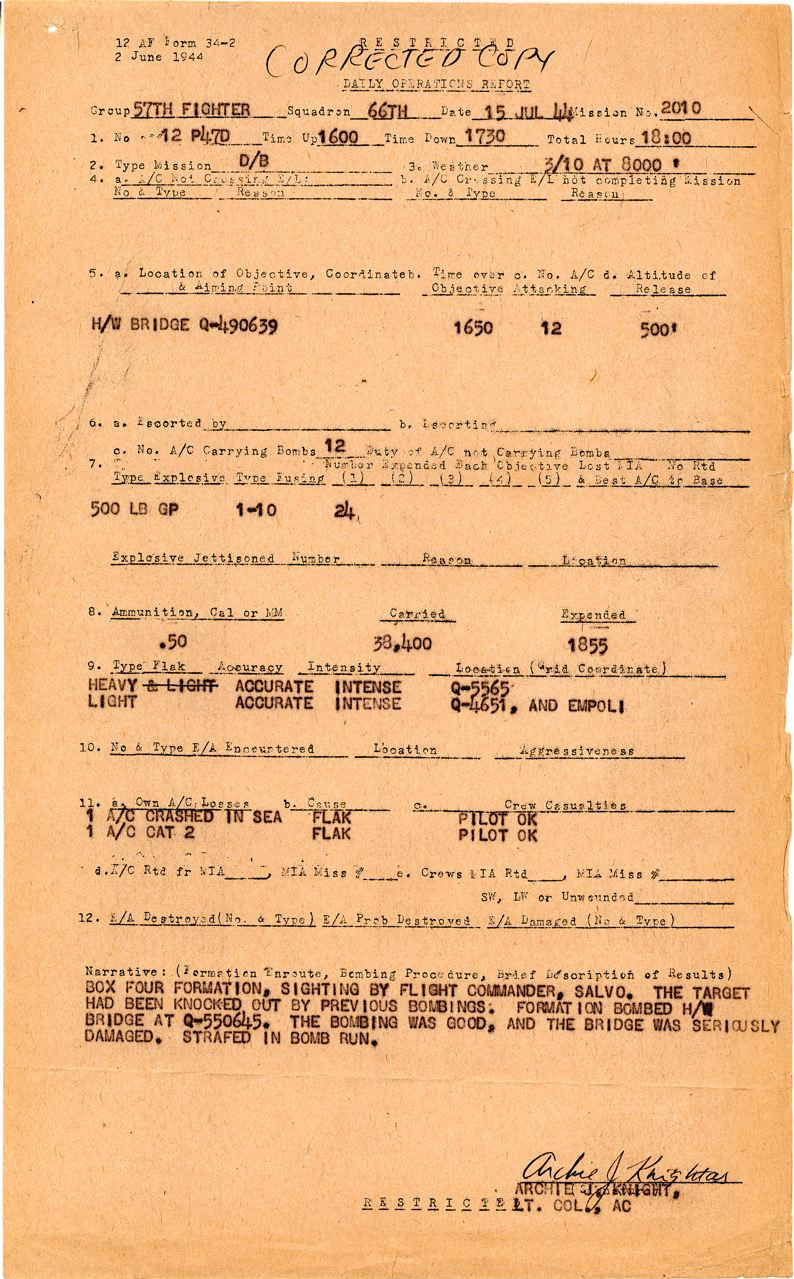 12 AF Form 34-2 RESTRICTED
2 June 1944 CORRECTED COPY
DAILY OPERATIONS REPORT
Group 57TH FIGHTER Squadron 66TH Date 15 JUL 44 Mission No. 2010
1. No 12 P47D Time Up 1600 Time Down 1730 Total Hours 18:00
2. Type Mission D/B 3. Weather 3/10 AT 8000'
4. a. A/C Not Crossing E/L: b. A/C Crossing E/L not completing Mission
No & Type Reason No. & Type Reason
5. a. Location of Objective, Coordinate b. Time over c. No. A/C d. Altitude of
& Aiming Point Objective Attacking Release
H/W BRIDGE Q-490639 1650 12 500'
6. a. Escorted by b. Escorting
c. No. A/C Carrying Bombs 12 Duty of A/C not Carrying Bombs
7. Number Expended Each Objective Lost MIA No Rtd
Type Explosive Type Fusing (1) (2) (3) (4) (5) & Dest A/C to Base
500 LB GP 1-10 24
Explosive Jettisoned Number Reason Location
8. Ammunition, Cal or MM Carried Expended
.50 38,400 1855
9. Type Flak Accuracy Intensity Location (Grid Coordinate)
HEAVY & LIGHT ACCURATE INTENSE Q-5565
LIGHT ACCURATE INTENSE Q-4651, AND EMPOLI
10. No & Type E/A Encountered Location Aggressiveness
11. a. Own A/C Losses b. Cause c. Crew Casualties
1 A/C CRASHED IN SEA FLAK PILOT OK
1 A/C CAT 2 FLAK PILOT OK
d. A/C Rtd fr MIA , MIA Miss # e. Crews MIA Rtd , MIA Miss #
SW, LW or Unwounded
12. E/A Destroyed(No. & Type) E/A Prob Destroyed E/A Damaged (No & Type)
Narrative: (Formation Enroute, Bombing Procedure, Brief Description of Results)
BOX FOUR FORMATION, SIGHTING BY FLIGHT COMMANDER, SALVO. THE TARGET
HAD BEEN KNOCKED OUT BY PREVIOUS BOMBINGS. FORMATION BOMBED H/W
BRIDGE AT Q-550645. THE BOMBING WAS GOOD, AND THE BRIDGE WAS SERIOUSLY
DAMAGED. STRAFED IN BOMB RUN.
Archie J Knight
ARCHIE J. KNIGHT,
RESTRICTED LT. COL., AC